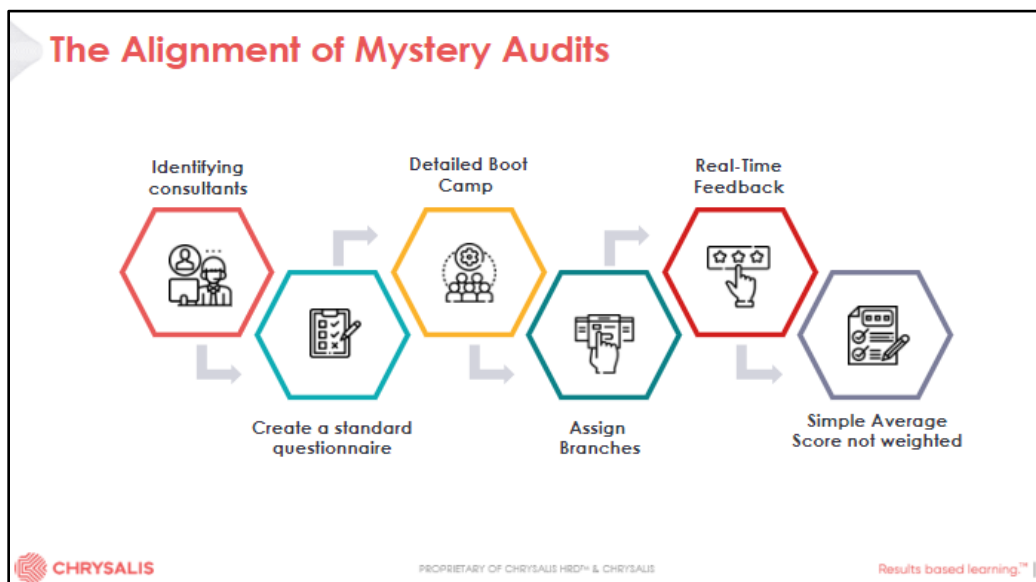 The Alignment of Mystery Audits
Identifying
consultants
Detailed Boot
Camp
Real-Time
Feedback
Create a standard
questionnaire
Assign
Branches
Simple Average
Score not weighted
CHRYSALIS
PROPRIETARY OF CHRYSALIS HRD™ & CHRYSALIS
Results based learning.™